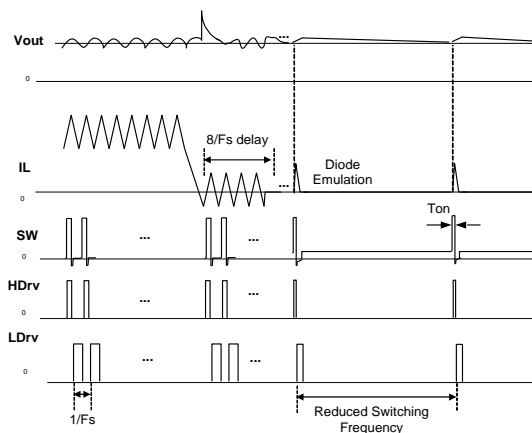 Vout
...
0
8/Fs delay
IL
Diode
Emulation
...
0
Ton
SW
...
...
0
HDrv
...
...
0
LDrv
...
...
0
1/Fs
Reduced Switching
Frequency